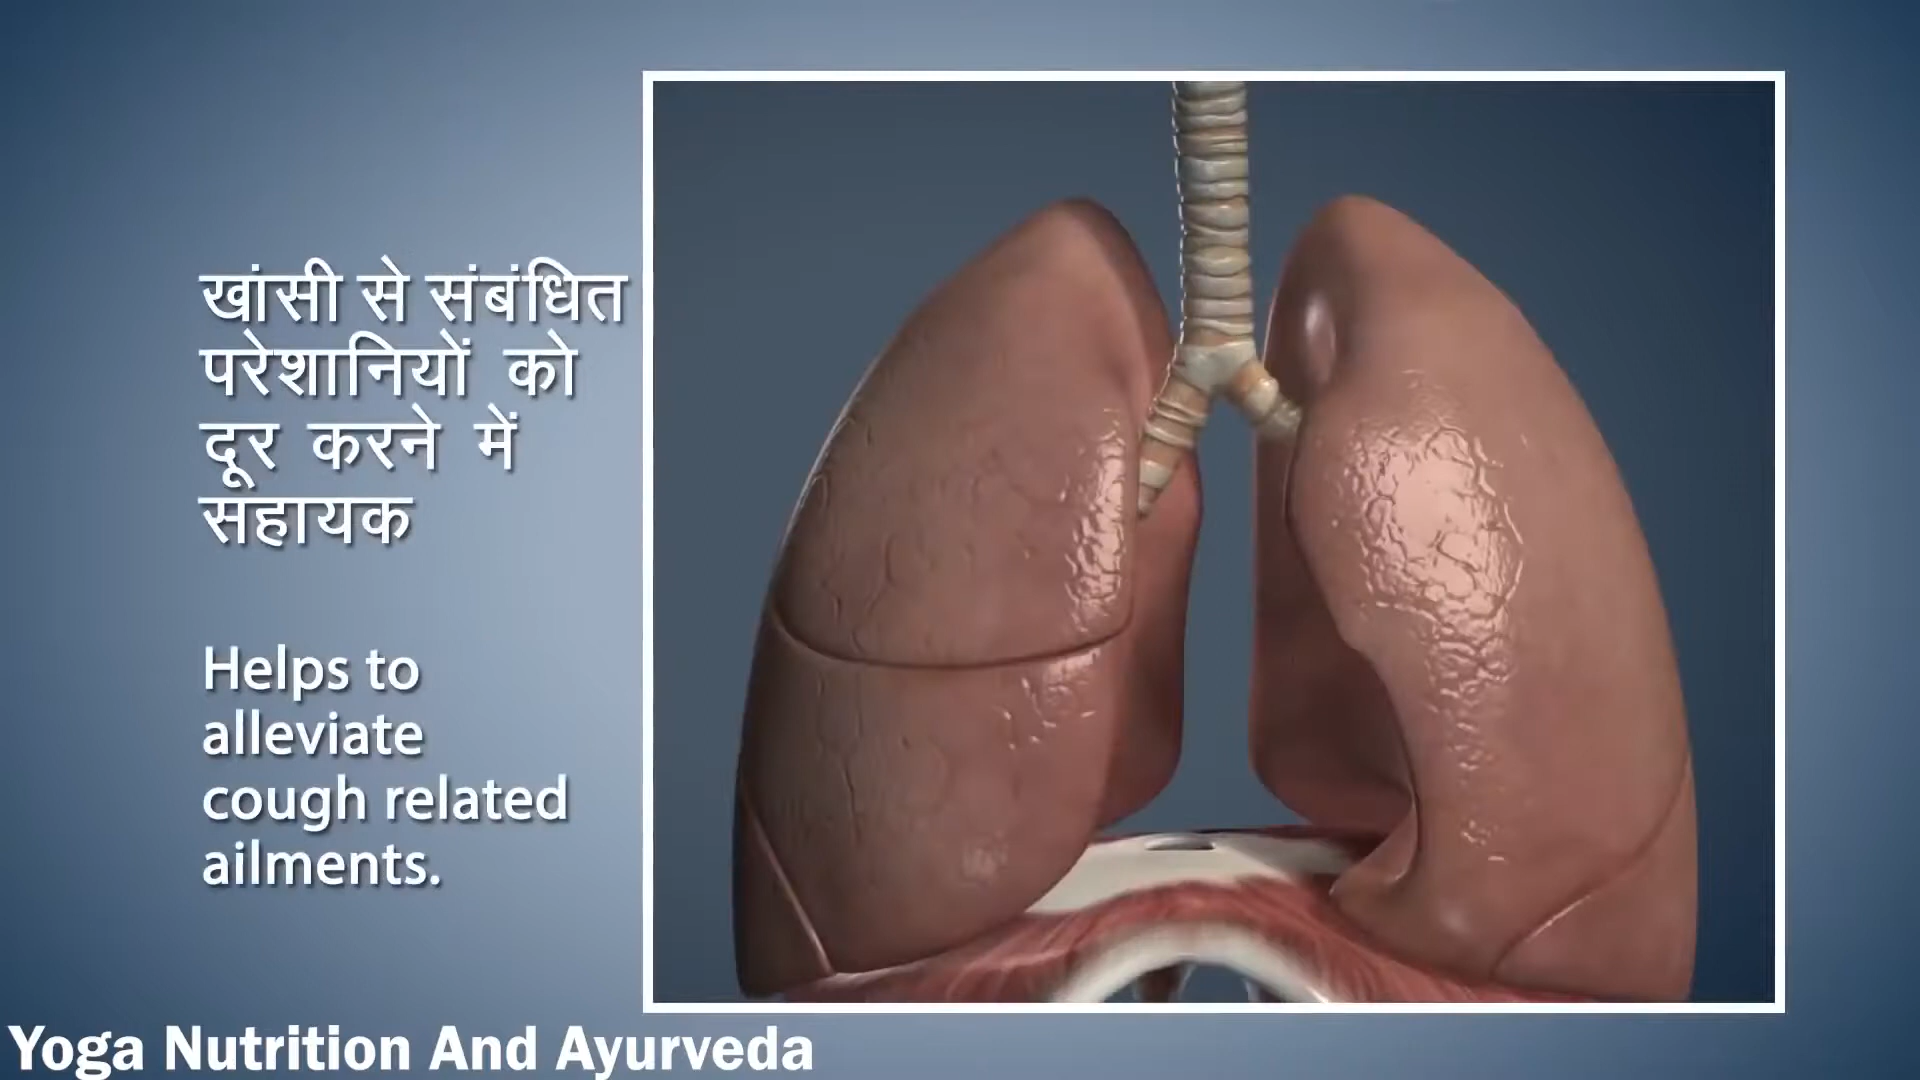 खांसी से संबंधित
परेशानियों को
दूर करने में
सहायक
Helps to
alleviate
cough related
ailments.
Yoga Nutrition And Ayurveda